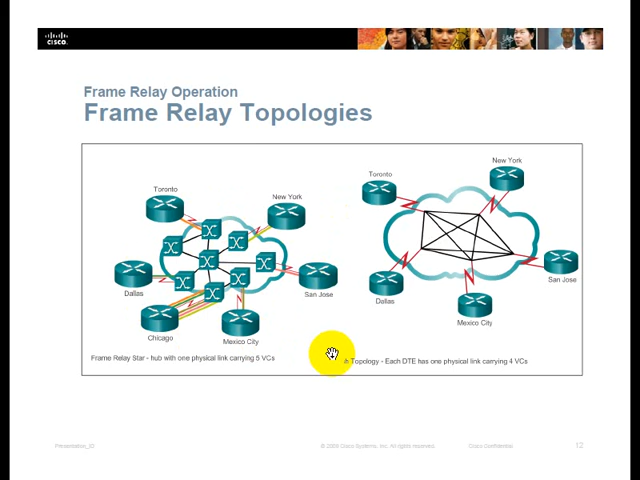 CISCO
Frame Relay Operation
Frame Relay Topologies
Toronto
New York
San Jose
Dallas
Chicago
Mexico City
Frame Relay Star - hub with one physical link carrying 5 VCs
Toronto
New York
San Jose
Dallas
Mexico City
h Topology - Each DTE has one physical link carrying 4 VCs
Presentation_ID
Cisco Systems, Inc. All rights reserved.
Cisco Confidential
12